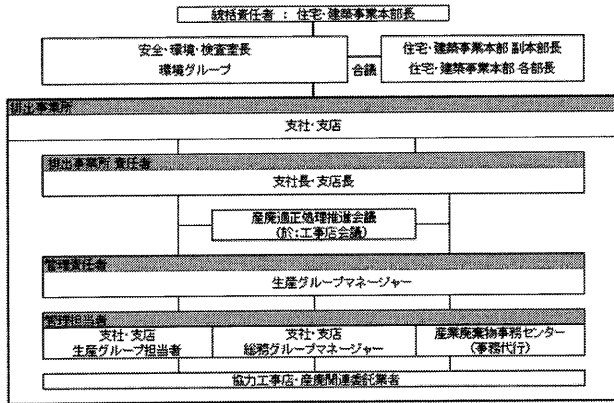 統括責任者 : 住宅・建築事業本部長
安全・環境・検査室長
環境グループ
合議
住宅・建築事業本部 副本部長
住宅・建築事業本部 各部長
排出事業所
支社・支店
排出事業所 責任者
支社長・支店長
産廃適正処理推進会議
(於:工事店会議)
管理責任者
生産グループマネージャー
管理担当者
支社・支店
生産グループ担当者
支社・支店
総務グループマネージャー
産業廃棄物事務センター
(事務代行)
協力工事店・産廃関連委託業者